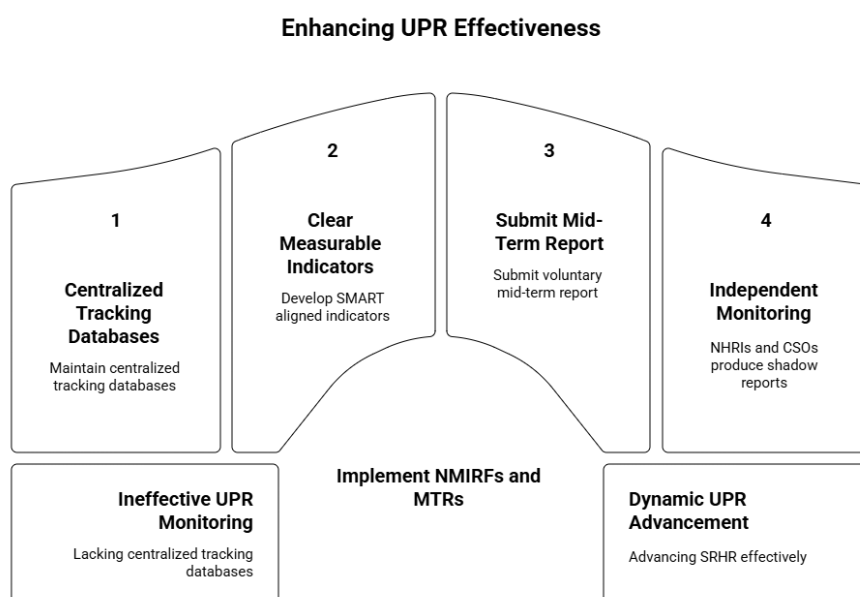 Enhancing UPR Effectiveness
1
Centralized
Tracking
Databases
Maintain centralized
tracking databases
2
Clear
Measurable
Indicators
Develop SMART
aligned indicators
3
Submit Mid-
Term Report
Submit voluntary
mid-term report
4
Independent
Monitoring
NHRIs and CSOs
produce shadow
reports
Ineffective UPR
Monitoring
Lacking centralized tracking
databases
Implement NMIRFs and
MTRs
Dynamic UPR
Advancement
Advancing SRHR effectively